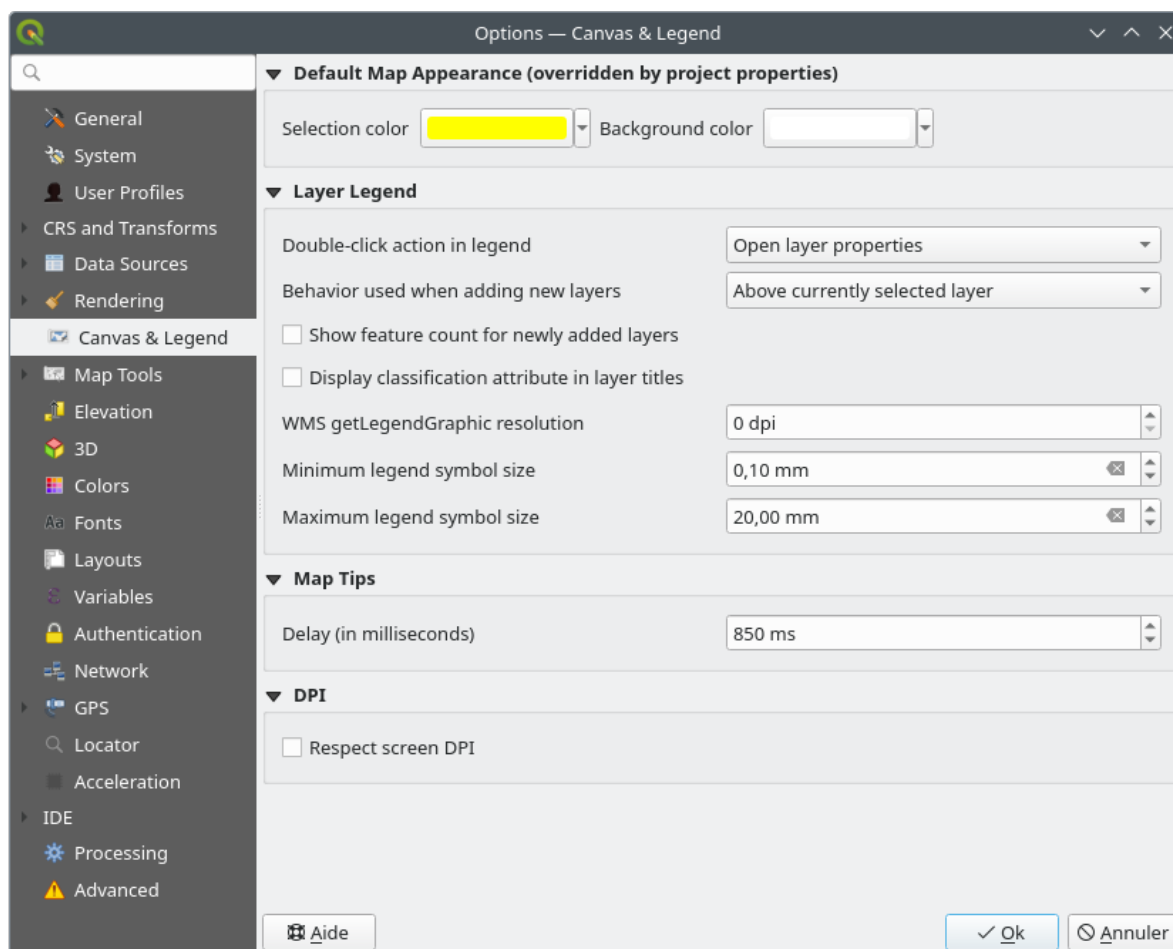 Options — Canvas & Legend
General
System
User Profiles
CRS and Transforms
Data Sources
Rendering
Canvas & Legend
Map Tools
Elevation
3D
Colors
Aa Fonts
Layouts
ε Variables
Authentication
Network
GPS
Locator
Acceleration
IDE
Processing
Advanced
Default Map Appearance (overridden by project properties)
Selection color Background color
Layer Legend
Double-click action in legend Open layer properties
Behavior used when adding new layers Above currently selected layer
Show feature count for newly added layers
Display classification attribute in layer titles
WMS getLegendGraphic resolution 0 dpi
Minimum legend symbol size 0,10 mm
Maximum legend symbol size 20,00 mm
Map Tips
Delay (in milliseconds) 850 ms
DPI
Respect screen DPI
Aide Ok Annuler